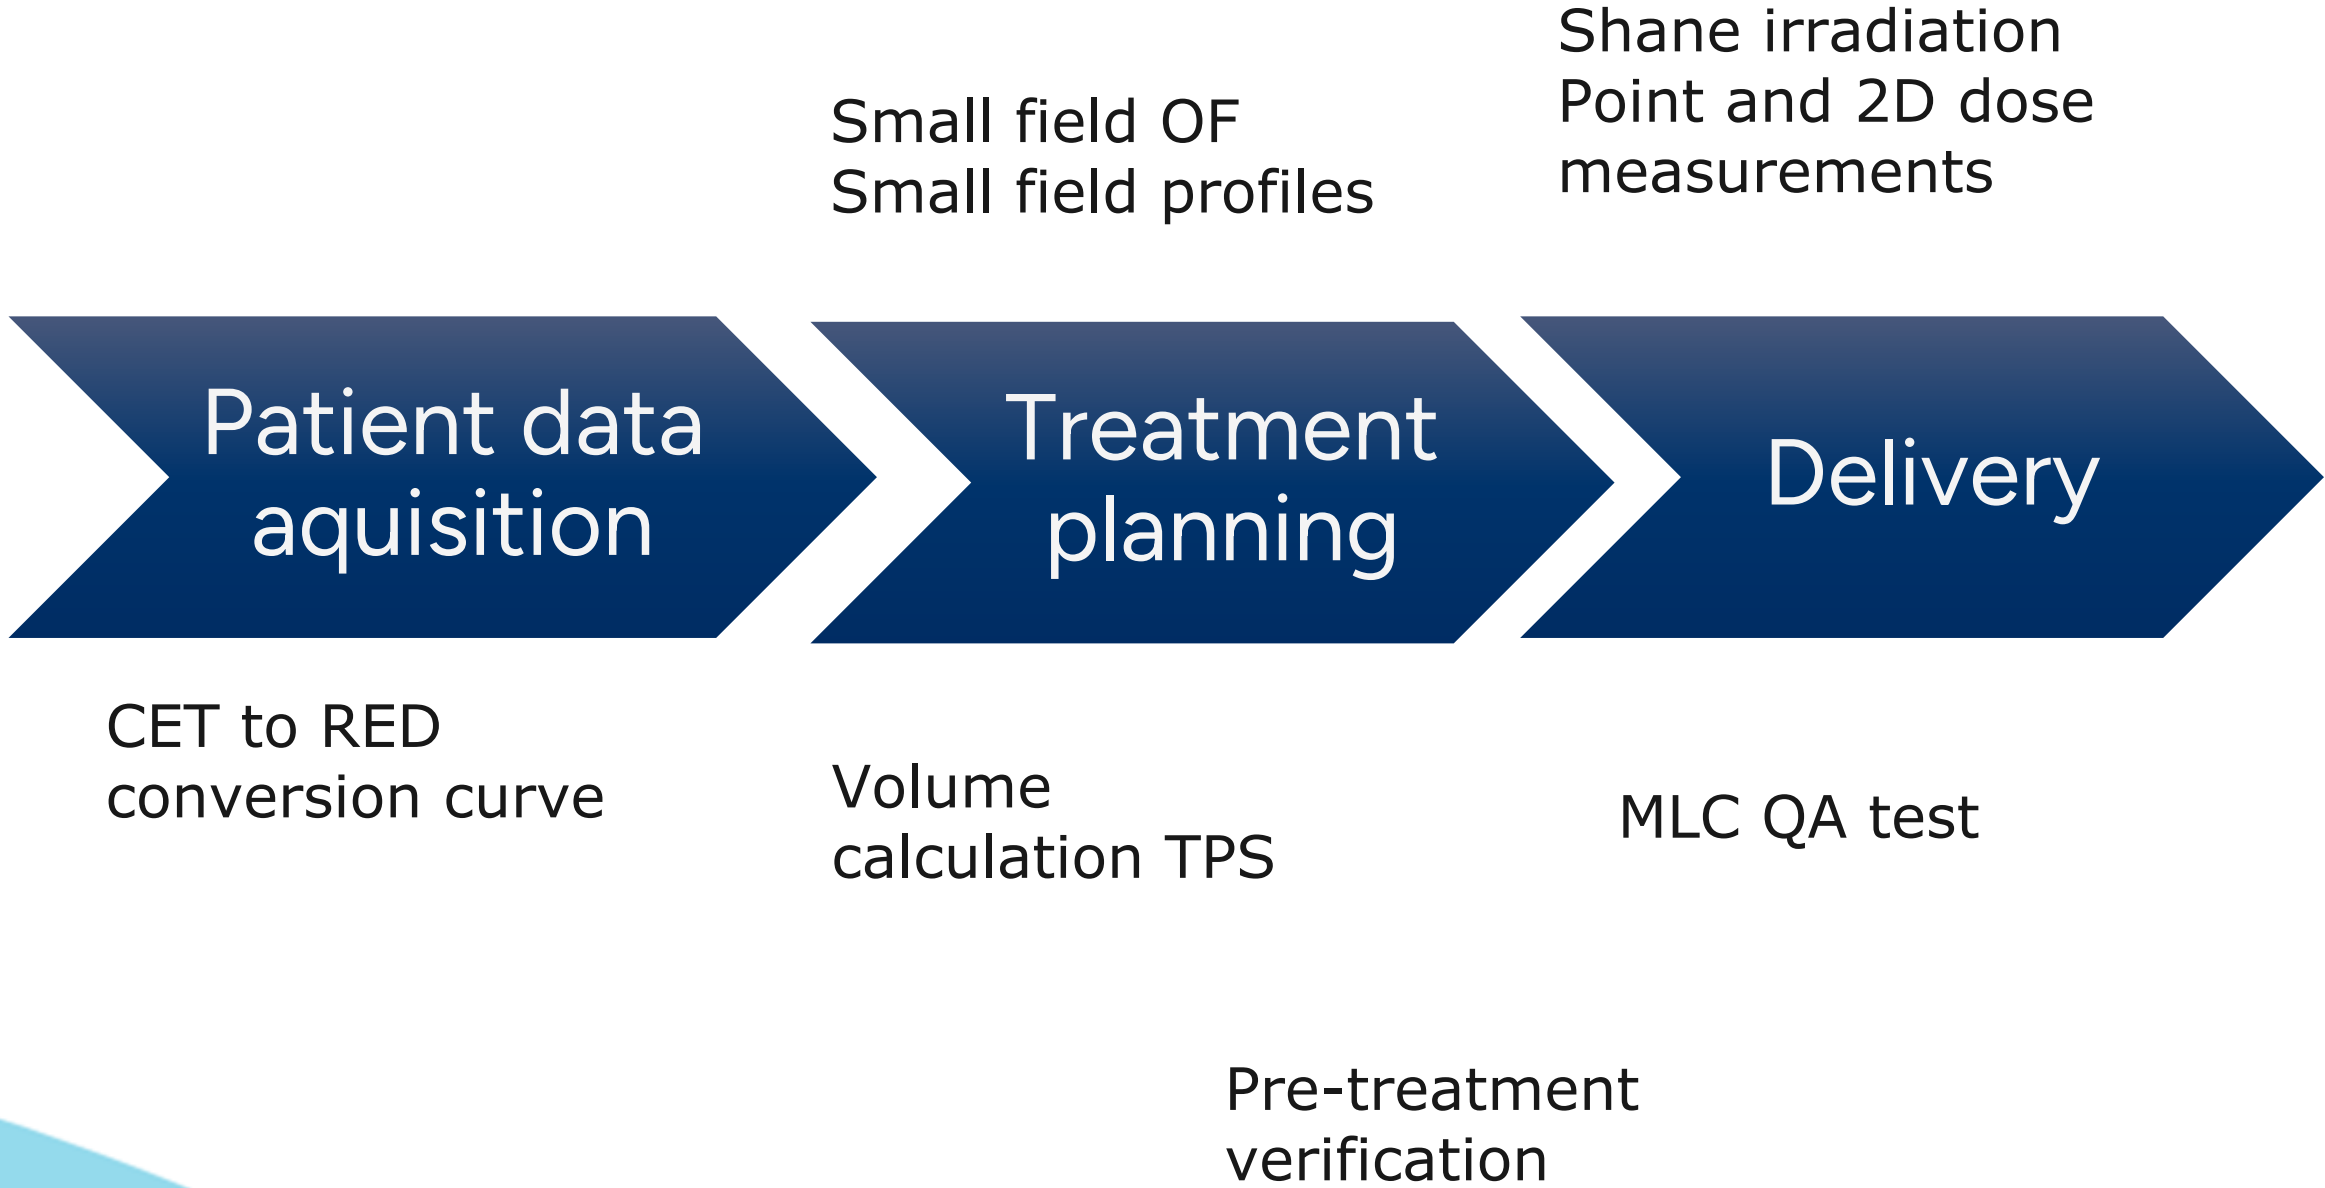 Shane irradiation
Point and 2D dose
measurements
Small field OF
Small field profiles
Patient data
aquisition
Treatment
planning
Delivery
CET to RED
conversion curve
Volume
calculation TPS
MLC QA test
Pre-treatment
verification